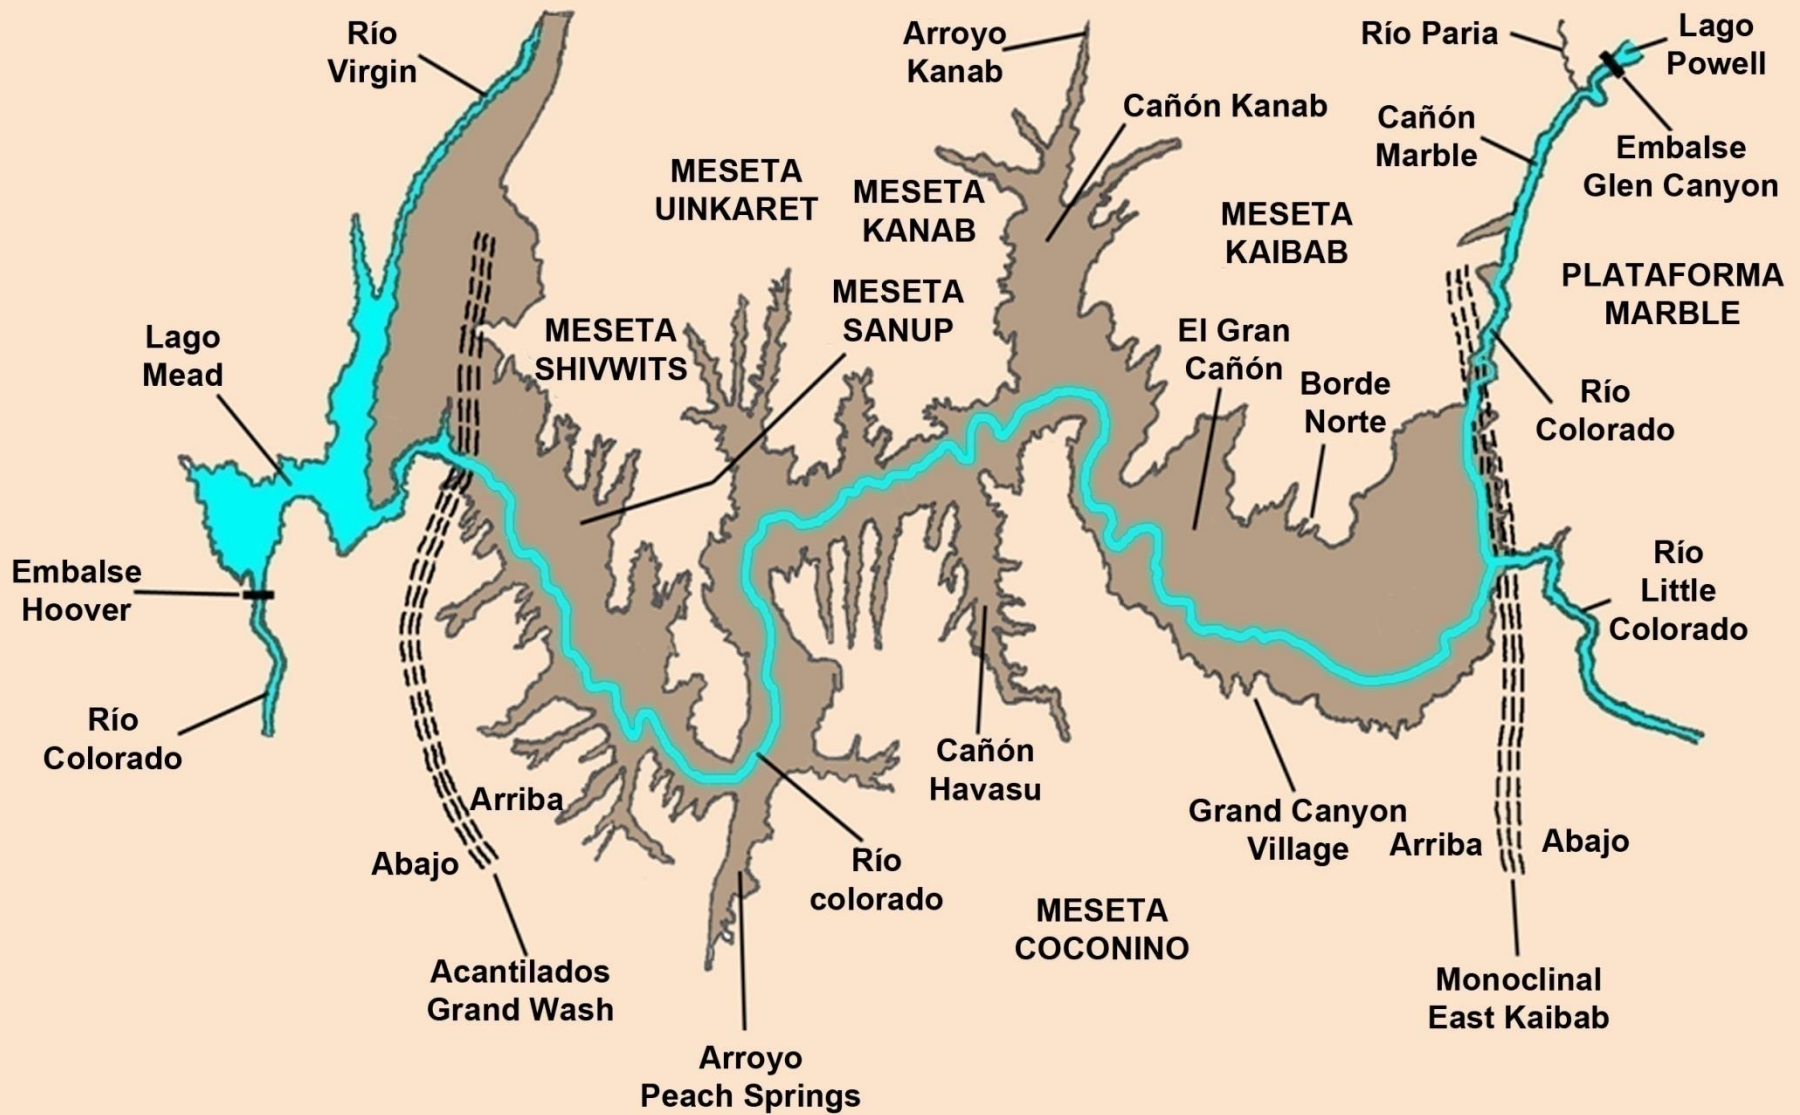 Río
Virgin
Arroyo
Kanab
Río Paria
Lago
Powell
Cañón Kanab
Cañón
Marble
Embalse
Glen Canyon
MESETA
UINKARET
MESETA
KANAB
MESETA
KAIBAB
PLATAFORMA
MARBLE
MESETA
SANUP
MESETA
SHIVWITS
Lago
Mead
El Gran
Cañón
Borde
Norte
Río
Colorado
Embalse
Hoover
Río
Little
Colorado
Río
Colorado
Cañón
Havasu
Arriba
Abajo
Grand Canyon
Village
Arriba
Abajo
Río
colorado
MESETA
COCONINO
Acantilados
Grand Wash
Monoclinal
East Kaibab
Arroyo
Peach Springs